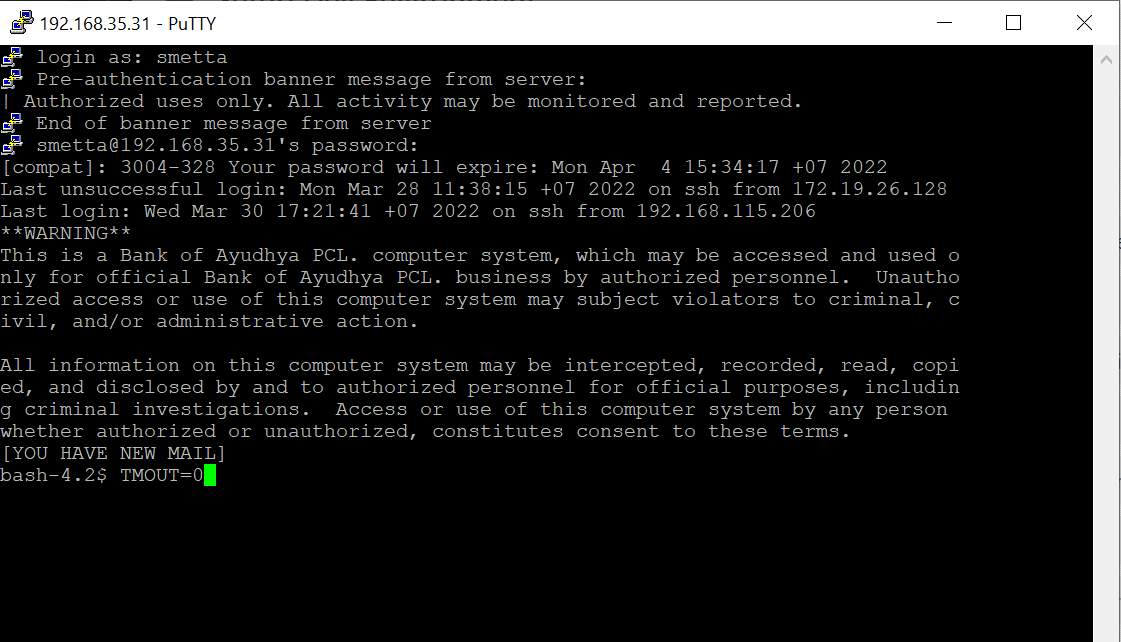 192.168.35.31 - PuTTY
login as: smetta
Pre-authentication banner message from server:
| Authorized uses only. All activity may be monitored and reported.
End of banner message from server
smetta@192.168.35.31's password:
[compat]: 3004-328 Your password will expire: Mon Apr  4 15:34:17 +07 2022
Last unsuccessful login: Mon Mar 28 11:38:15 +07 2022 on ssh from 172.19.26.128
Last login: Wed Mar 30 17:21:41 +07 2022 on ssh from 192.168.115.206
**WARNING**
This is a Bank of Ayudhya PCL. computer system, which may be accessed and used o
nly for official Bank of Ayudhya PCL. business by authorized personnel.  Unautho
rized access or use of this computer system may subject violators to criminal, c
ivil, and/or administrative action.

All information on this computer system may be intercepted, recorded, read, copi
ed, and disclosed by and to authorized personnel for official purposes, includin
g criminal investigations.  Access or use of this computer system by any person
whether authorized or unauthorized, constitutes consent to these terms.
[YOU HAVE NEW MAIL]
bash-4.2$ TMOUT=0